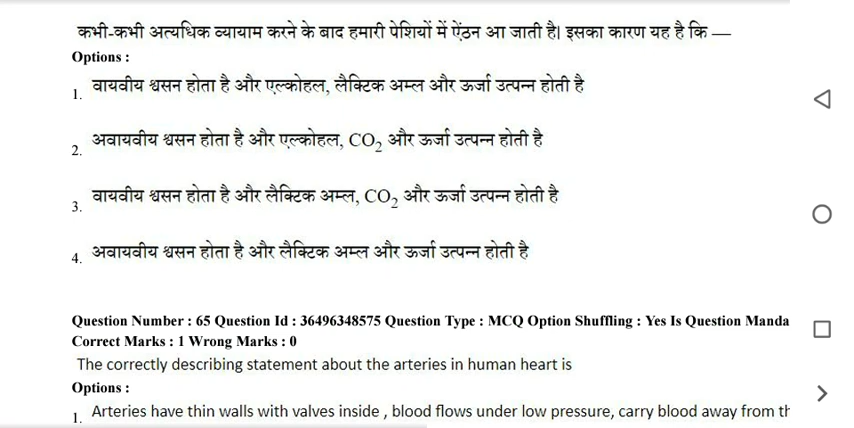 कभी-कभी अत्यधिक व्यायाम करने के बाद हमारी पेशियों में ऐंठन आ जाती है। इसका कारण यह है कि —
Options :
1. वायवीय श्वसन होता है और एल्कोहल, लैक्टिक अम्ल और ऊर्जा उत्पन्न होती है
2. अवायवीय श्वसन होता है और एल्कोहल, CO₂ और ऊर्जा उत्पन्न होती है
3. वायवीय श्वसन होता है और लैक्टिक अम्ल, CO₂ और ऊर्जा उत्पन्न होती है
4. अवायवीय श्वसन होता है और लैक्टिक अम्ल और ऊर्जा उत्पन्न होती है
Question Number : 65 Question Id : 36496348575 Question Type : MCQ Option Shuffling : Yes Is Question Manda
Correct Marks : 1 Wrong Marks : 0
The correctly describing statement about the arteries in human heart is
Options :
1. Arteries have thin walls with valves inside , blood flows under low pressure, carry blood away from th